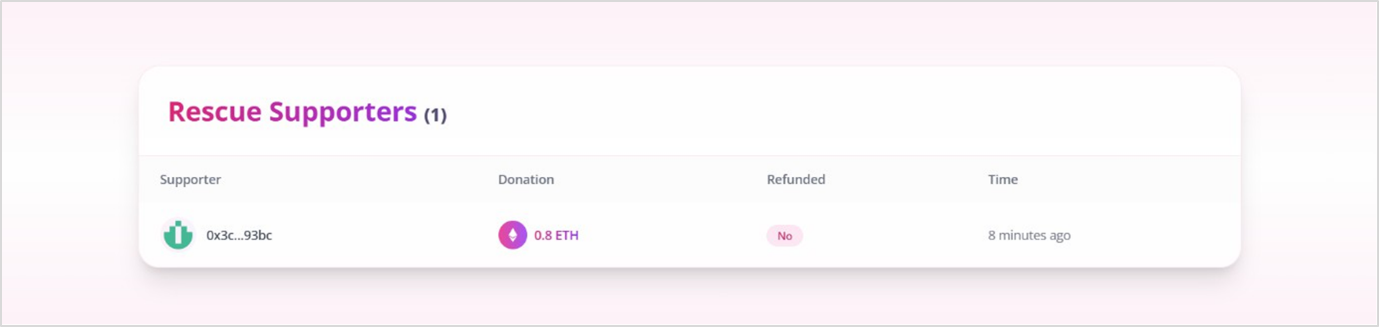 Rescue Supporters (1)
Supporter Donation Refunded Time
0x3c...93bc 0.8 ETH No 8 minutes ago